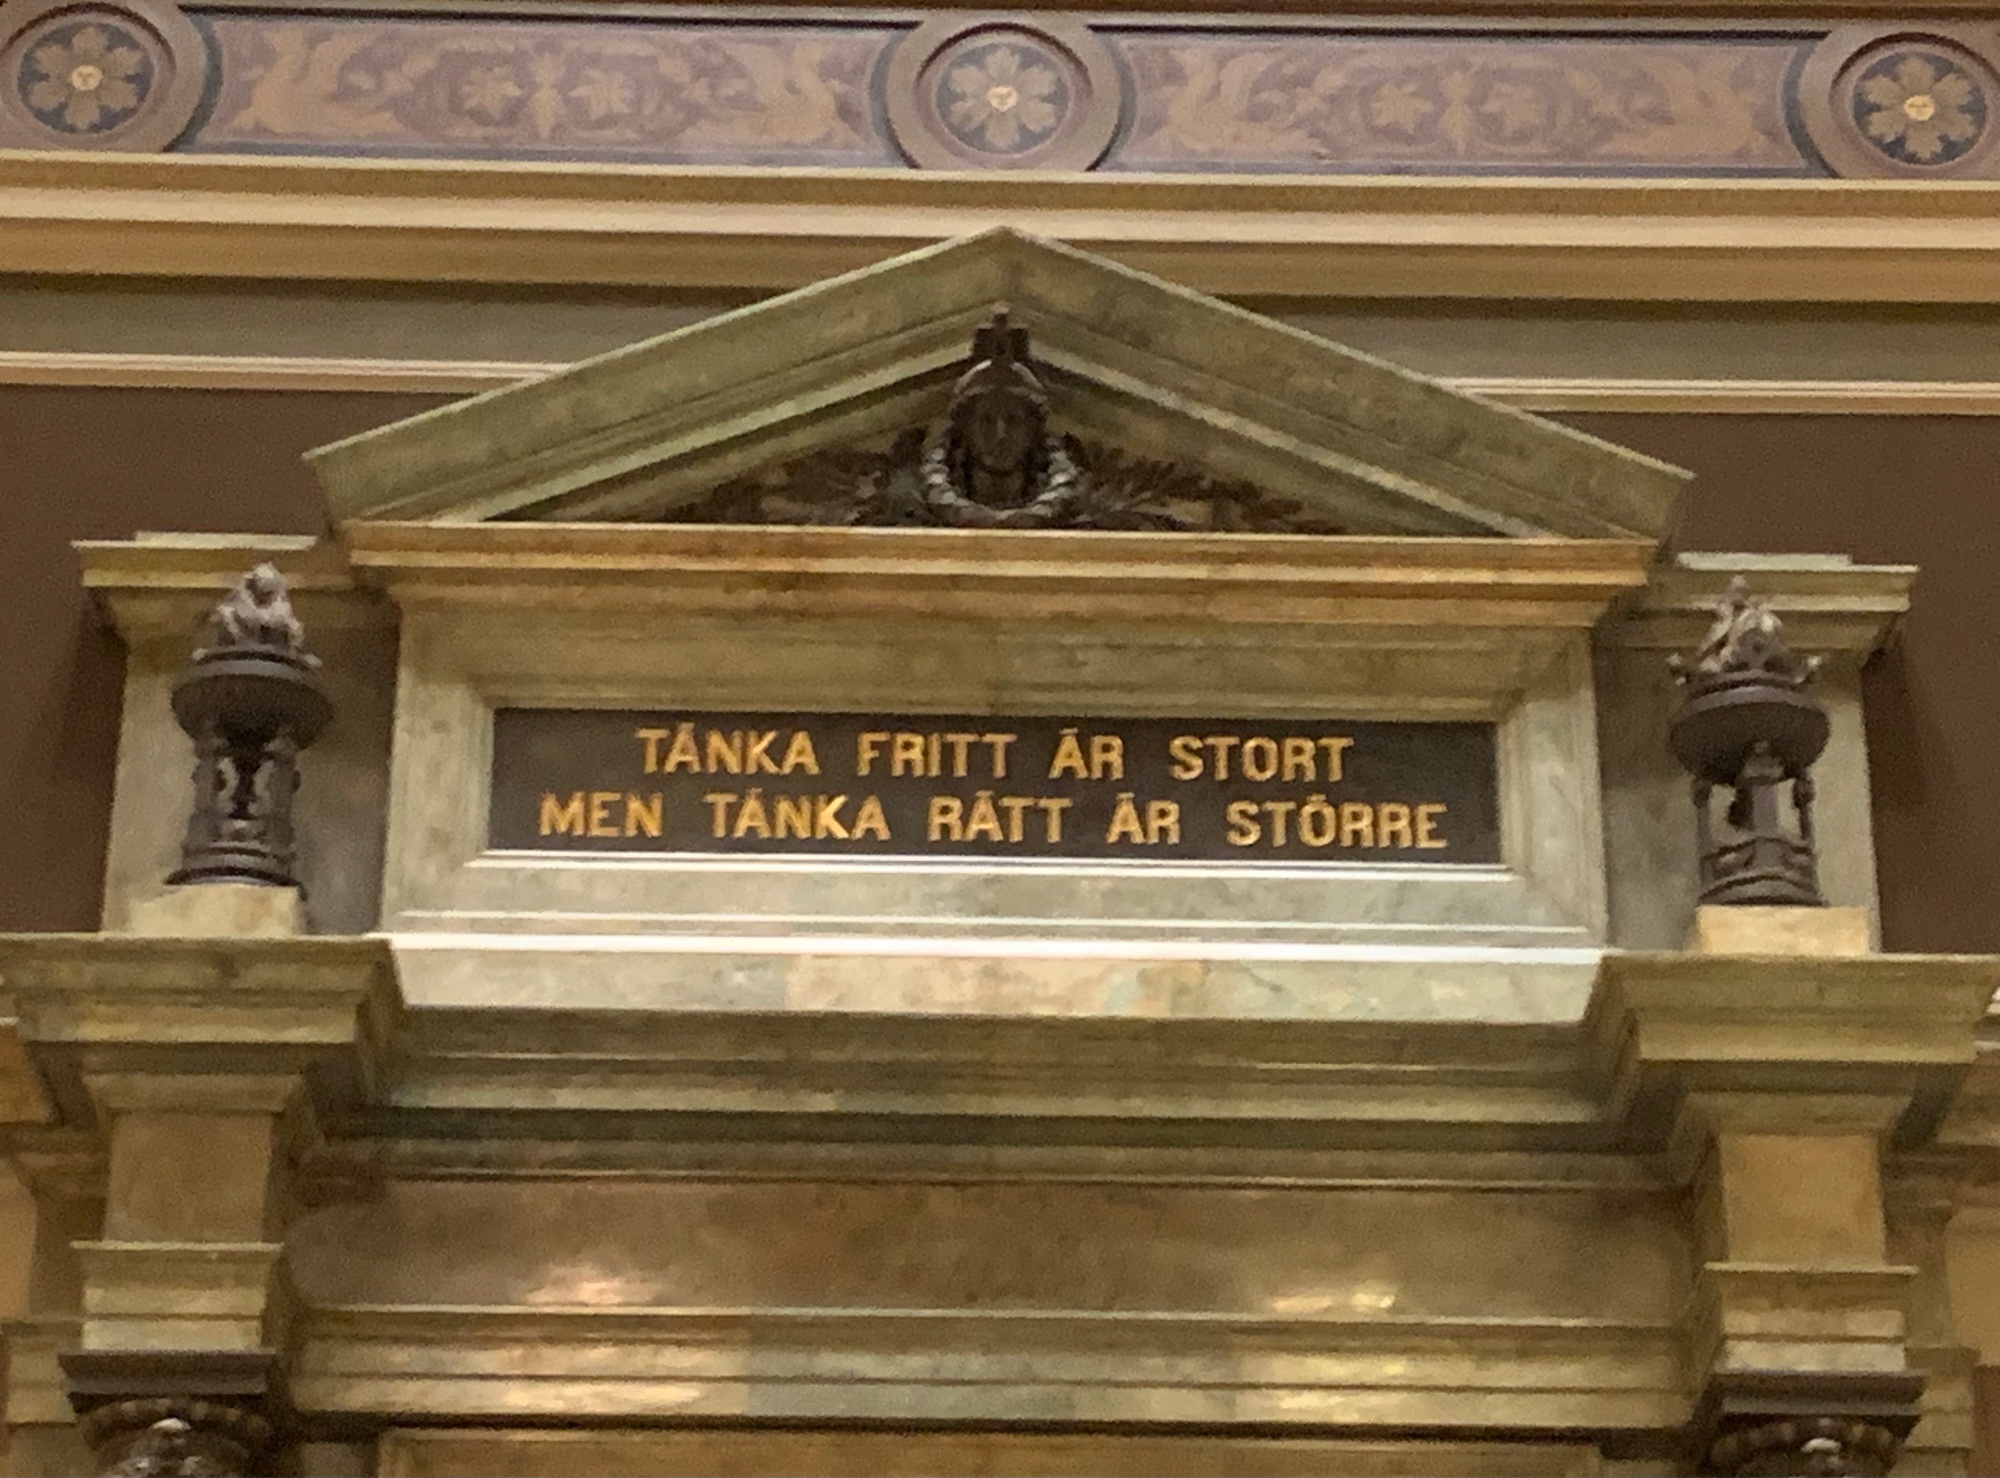 TÄNKA FRITT ÄR STORT
MEN TÄNKA RÄTT ÄR STÖRRE